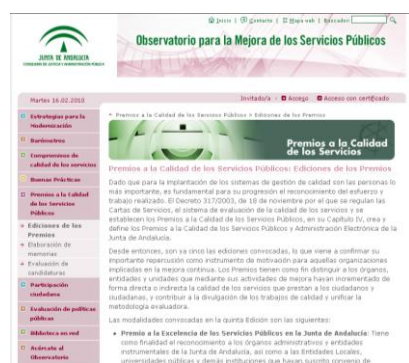 Inicio | Contacto | Mapa web | Buscador:
Observatorio para la Mejora de los Servicios Públicos
JUNTA DE ANDALUCIA
CONSEJERÍA DE JUSTICIA Y ADMINISTRACIÓN PÚBLICA
Martes 16.02.2010
Invitado/a - Acceso Acceso con certificado
Estrategias para la
Modernización
Barómetros
Compromisos de
calidad de los servicios
Buenas Prácticas
Premios a la Calidad
de los Servicios
Públicos
Ediciones de los
Premios
Elaboración de
memorias
Evaluación de
candidaturas
Participación
ciudadana
Evaluación de políticas
públicas
Biblioteca en red
Acércate al
Observatorio
Premios a la Calidad de los Servicios Públicos > Ediciones de los Premios
Premios a la Calidad
de los Servicios
Premios a la Calidad de los Servicios Públicos: Ediciones de los Premios
Dado que para la implantación de los sistemas de gestión de calidad son las personas lo
más importante, es fundamental para su progresión el reconocimiento del esfuerzo y
trabajo realizado. El Decreto 317/2003, de 18 de noviembre por el que se regulan las
Cartas de Servicios, el sistema de evaluación de la calidad de los servicios y se
establecen los Premios a la Calidad de los Servicios Públicos, en su Capítulo IV, crea y
define los Premios a la Calidad de los Servicios Públicos y Administración Electrónica de la
Junta de Andalucía.
Desde entonces, son ya cinco las ediciones convocadas, lo que viene a confirmar su
importante repercusión como instrumento de motivación para aquellas organizaciones
implicadas en la mejora continua. Los Premios tienen como fin distinguir a los órganos,
entidades y unidades que mediante sus actividades de mejora hayan incrementado de
forma directa o indirecta la calidad de los servicios que prestan a los ciudadanos y
ciudadanas, y contribuir a la divulgación de los trabajos de calidad y unificar la
metodología evaluadora.
Las modalidades convocadas en la quinta Edición son las siguientes:
Premio a la Excelencia de los Servicios Públicos en la Junta de Andalucía: Tiene
como finalidad el reconocimiento a los órganos administrativos y entidades
instrumentales de la Junta de Andalucía, así como a las Entidades Locales,
universidades públicas y demás instituciones que hayan suscrito convenio de